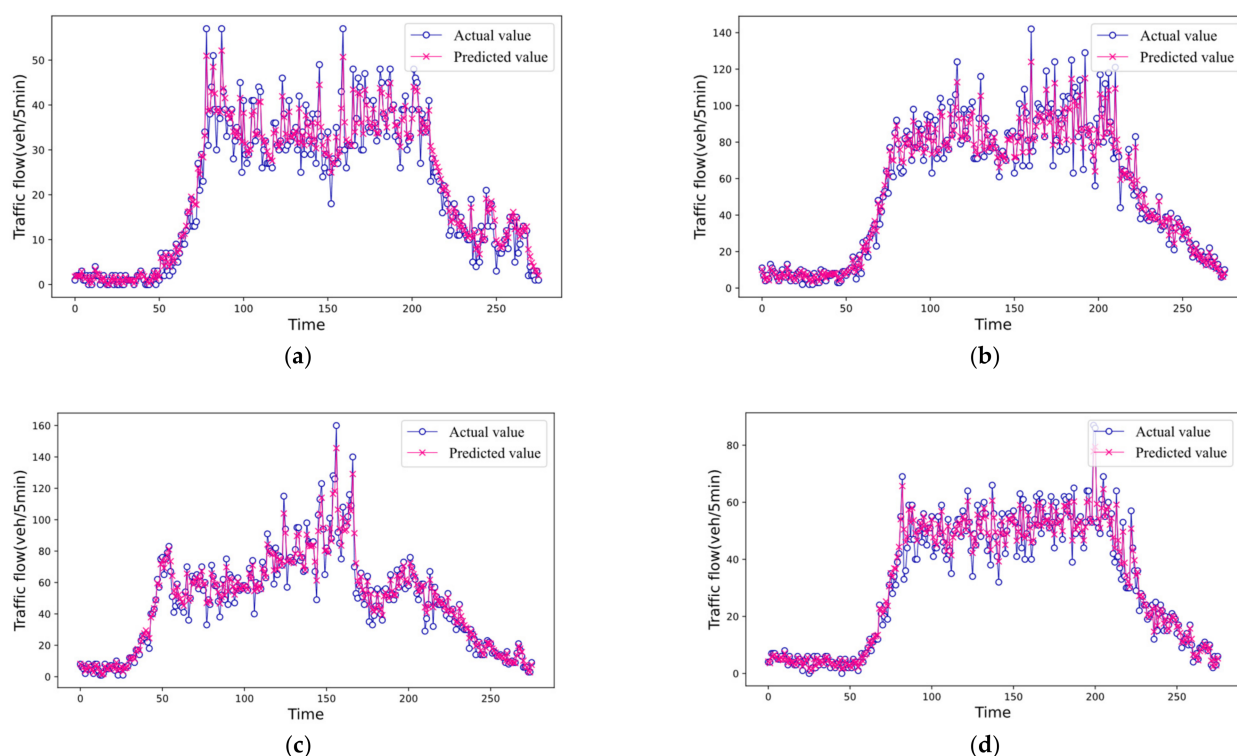 Actual value
Predicted value
Traffic flow(veh/5min)
50
40
30
20
10
0
0 50 100 150 200 250
Time
(a)
Actual value
Predicted value
Traffic flow(veh/5min)
140
120
100
80
60
40
20
0
0 50 100 150 200 250
Time
(b)
Actual value
Predicted value
Traffic flow(veh/5min)
160
140
120
100
80
60
40
20
0
0 50 100 150 200 250
Time
(c)
Actual value
Predicted value
Traffic flow(veh/5min)
80
60
40
20
0
0 50 100 150 200 250
Time
(d)